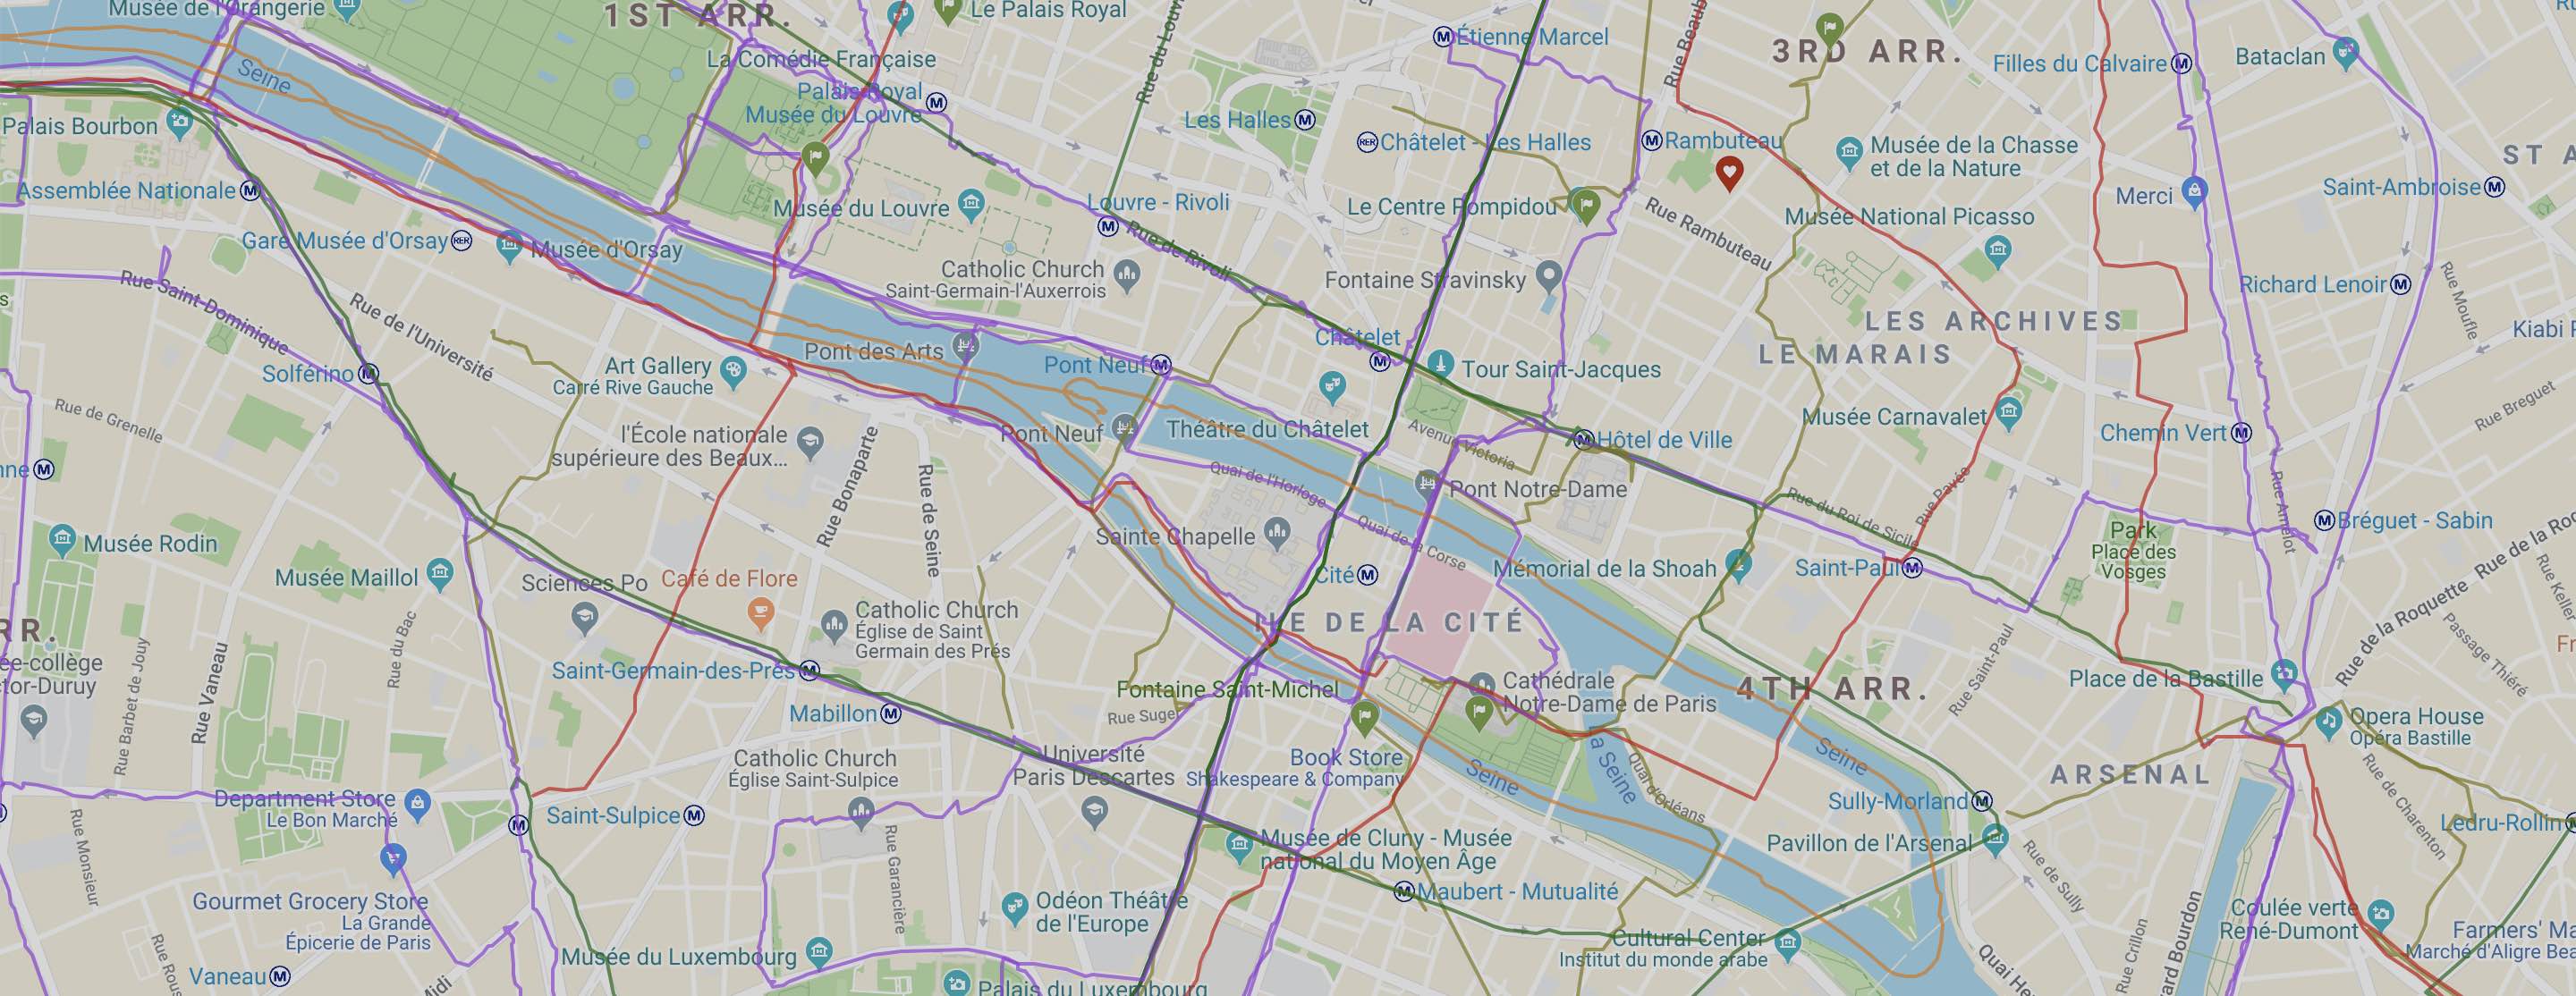 Musée de l'Orangerie
1ST ARR.
Le Palais Royal
Rue du Louvre
Étienne Marcel
3RD ARR.
Filles du Calvaire
Bataclan
La Comédie Française
Seine
Palais Royal
Musée du Louvre
Les Halles
Châtelet - Les Halles
Rambuteau
Musée de la Chasse
et de la Nature
Palais Bourbon
Assemblée Nationale
Merci
Saint-Ambroise
Musée du Louvre
Louvre - Rivoli
Le Centre Pompidou
Rue Rambuteau
Musée National Picasso
Gare Musée d'Orsay
Musée d'Orsay
Rue de Rivoli
Catholic Church
Saint-Germain-l'Auxerrois
Fontaine Stravinsky
Richard Lenoir
Rue Moufle
Rue Saint-Dominique
Rue de l'Université
LES ARCHIVES
LE MARAIS
Châtelet
Pont des Arts
Pont Neuf
Tour Saint-Jacques
Art Gallery
Carré Rive Gauche
Solférino
Rue de Grenelle
Rue Breguet
Musée Carnavalet
Chemin Vert
Pont Neuf
Théâtre du Châtelet
Avenue Victoria
Hôtel de Ville
l'École nationale
supérieure des Beaux...
Rue Bonaparte
Rue de Seine
Quai de l'Horloge
Pont Notre-Dame
Rue du Roi de Sicile
Rue Pavée
Rue Amelot
Bréguet - Sabin
Park
Place des
Vosges
Sainte Chapelle
Quai de la Corse
Musée Rodin
Musée Maillol
Sciences Po
Café de Flore
Cité
Mémorial de la Shoah
Saint-Paul
Rue de la Roquette
Catholic Church
Église de Saint
Germain des Prés
ILE DE LA CITÉ
Rue du Bac
Rue Barbet de Jouy
Rue Vaneau
Saint-Germain-des-Prés
Fontaine Saint-Michel
Rue Suger
Cathédrale
Notre-Dame de Paris
4TH ARR.
Rue Saint-Paul
Place de la Bastille
Passage Thiéré
Mabillon
Opera House
Opéra Bastille
Université
Paris Descartes
Book Store
Shakespeare & Company
Seine
La Seine
Quai d'Orléans
Seine
ARSENAL
Catholic Church
Église Saint-Sulpice
Department Store
Le Bon Marché
Saint-Sulpice
Sully-Morland
Rue de Charenton
Ledru-Rollin
Rue Monsieur
Rue Garancière
Musée de Cluny - Musée
national du Moyen Âge
Pavillon de l'Arsenal
Rue de Sully
Maubert - Mutualité
Gourmet Grocery Store
La Grande
Épicerie de Paris
Odéon Théâtre
de l'Europe
Coulée verte
René-Dumont
Cultural Center
Institut du monde arabe
Rue Crillon
Musée du Luxembourg
Vaneau
Palais du Luxembourg